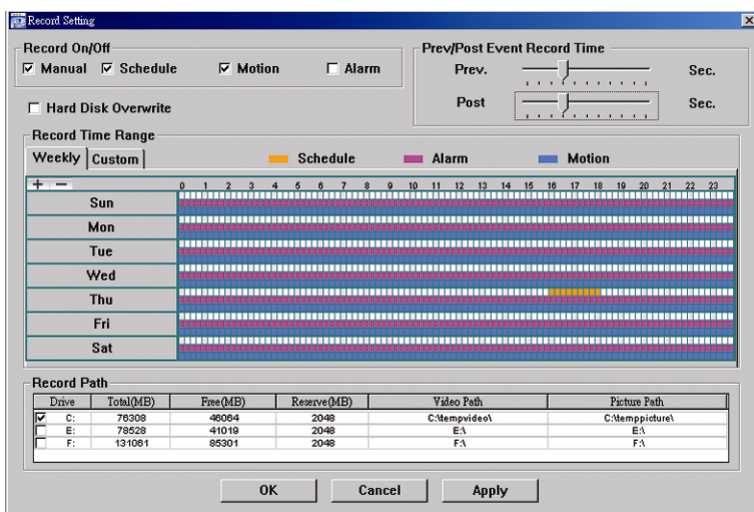 Record Setting
Record On/Off
Manual Schedule Motion Alarm
Prev/Post Event Record Time
Prev. Sec.
Post Sec.
Hard Disk Overwrite
Record Time Range
Weekly Custom Schedule Alarm Motion
+ − 0 1 2 3 4 5 6 7 8 9 10 11 12 13 14 15 16 17 18 19 20 21 22 23
Sun
Mon
Tue
Wed
Thu
Fri
Sat
Record Path
Drive Total(MB) Free(MB) Reserve(MB) Video Path Picture Path
C: 76308 46064 2048 C:\tempvideo\ C:\temppicture\
E: 78528 41019 2048 E:\ E:\
F: 131061 85301 2048 F:\ F:\
OK Cancel Apply